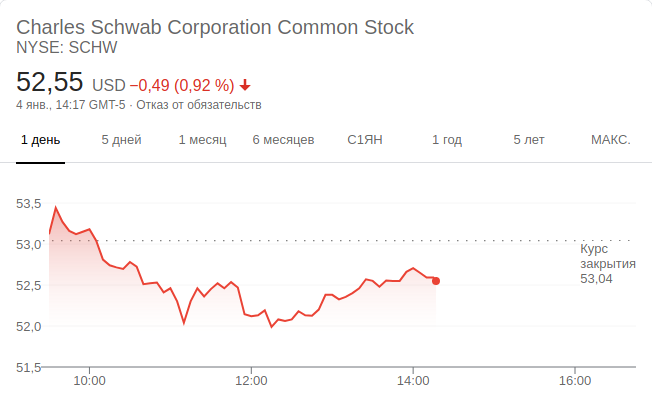 Charles Schwab Corporation Common Stock
NYSE: SCHW
52,55 USD −0,49 (0,92 %)
4 янв., 14:17 GMT-5 · Отказ от обязательств
1 день 5 дней 1 месяц 6 месяцев С1ЯН 1 год 5 лет МАКС.
53,5
53,0
52,5
52,0
51,5
Курс
закрытия
53,04
10:00 12:00 14:00 16:00